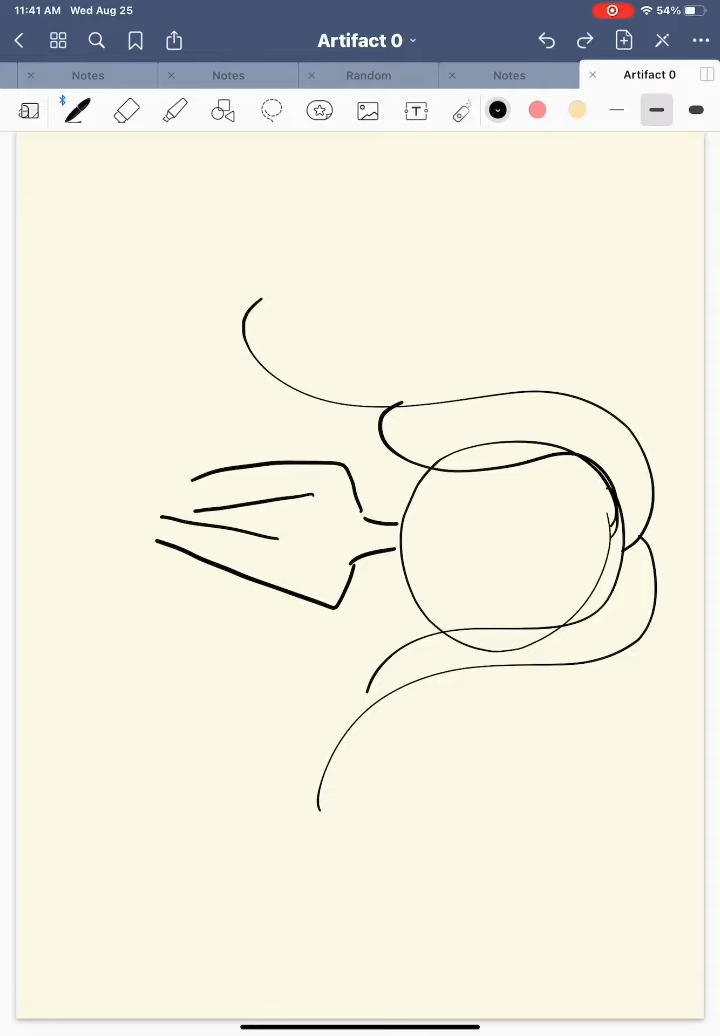 11:41 AM Wed Aug 25
54%
Artifact 0
Notes
Notes
Random
Notes
Artifact 0
T